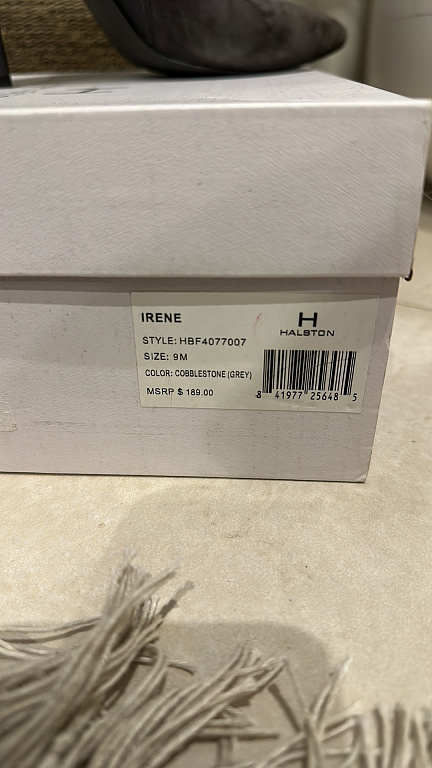 IRENE
STYLE: HBF4077007
SIZE: 9M
COLOR: COBBLESTONE (GREY)
MSRP $ 189.00
H
HALSTON
8 41977 25648 5